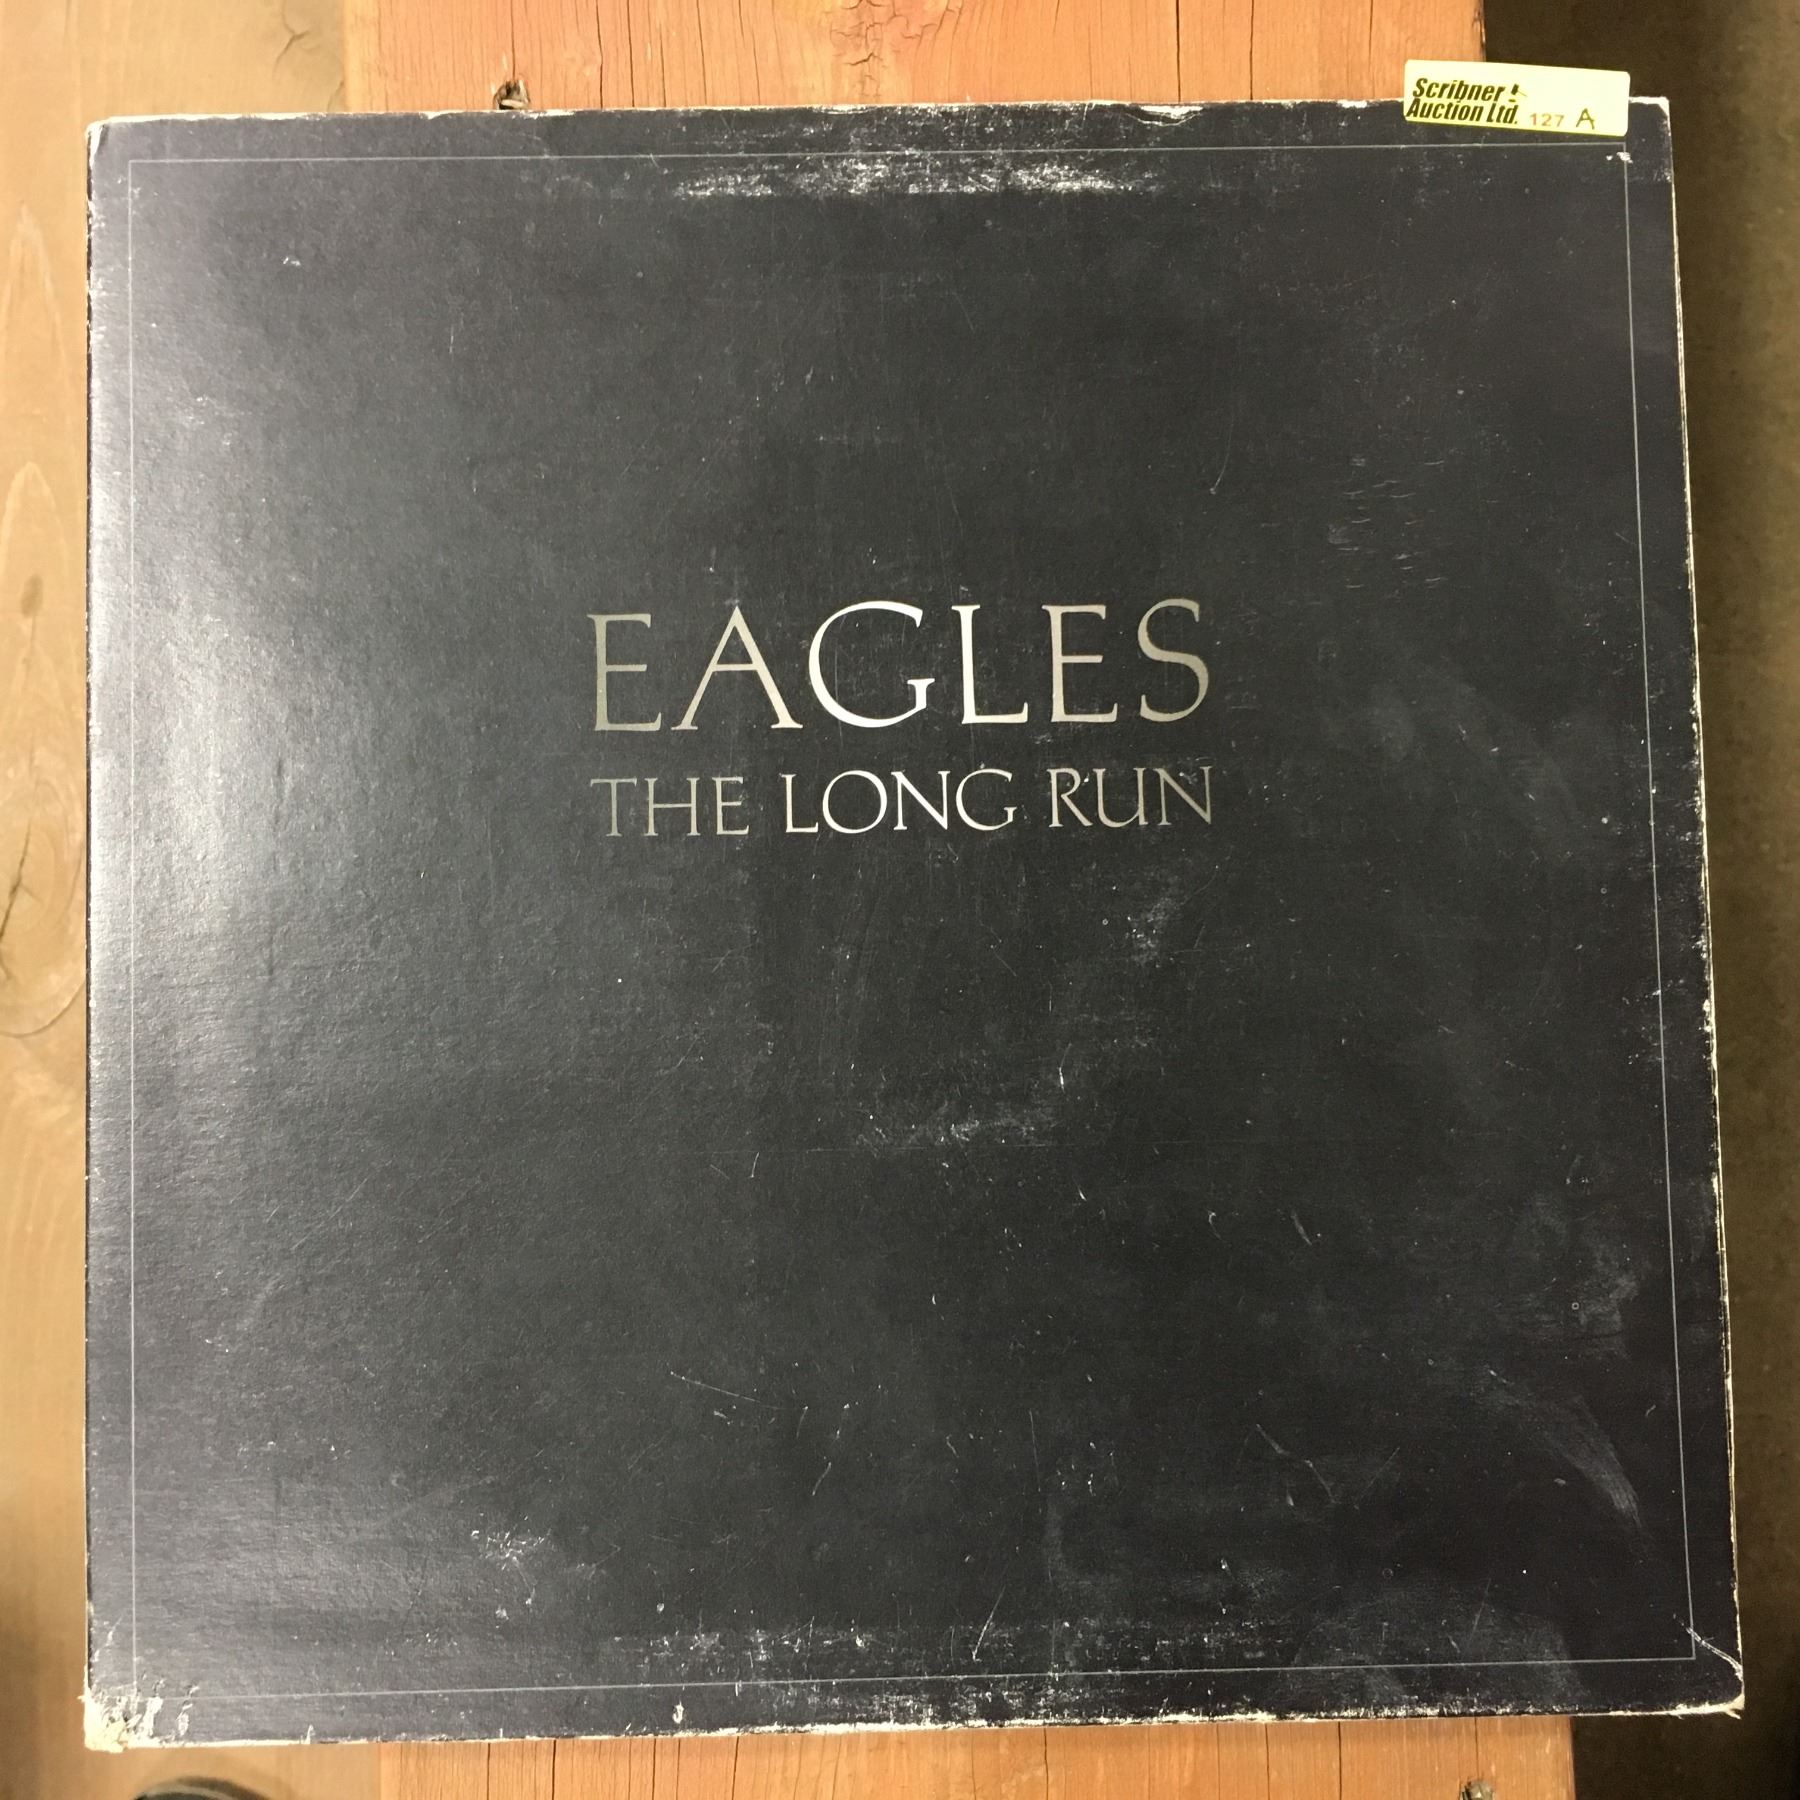 Scribner
Auction Ltd. 127 A
EAGLES
THE LONG RUN